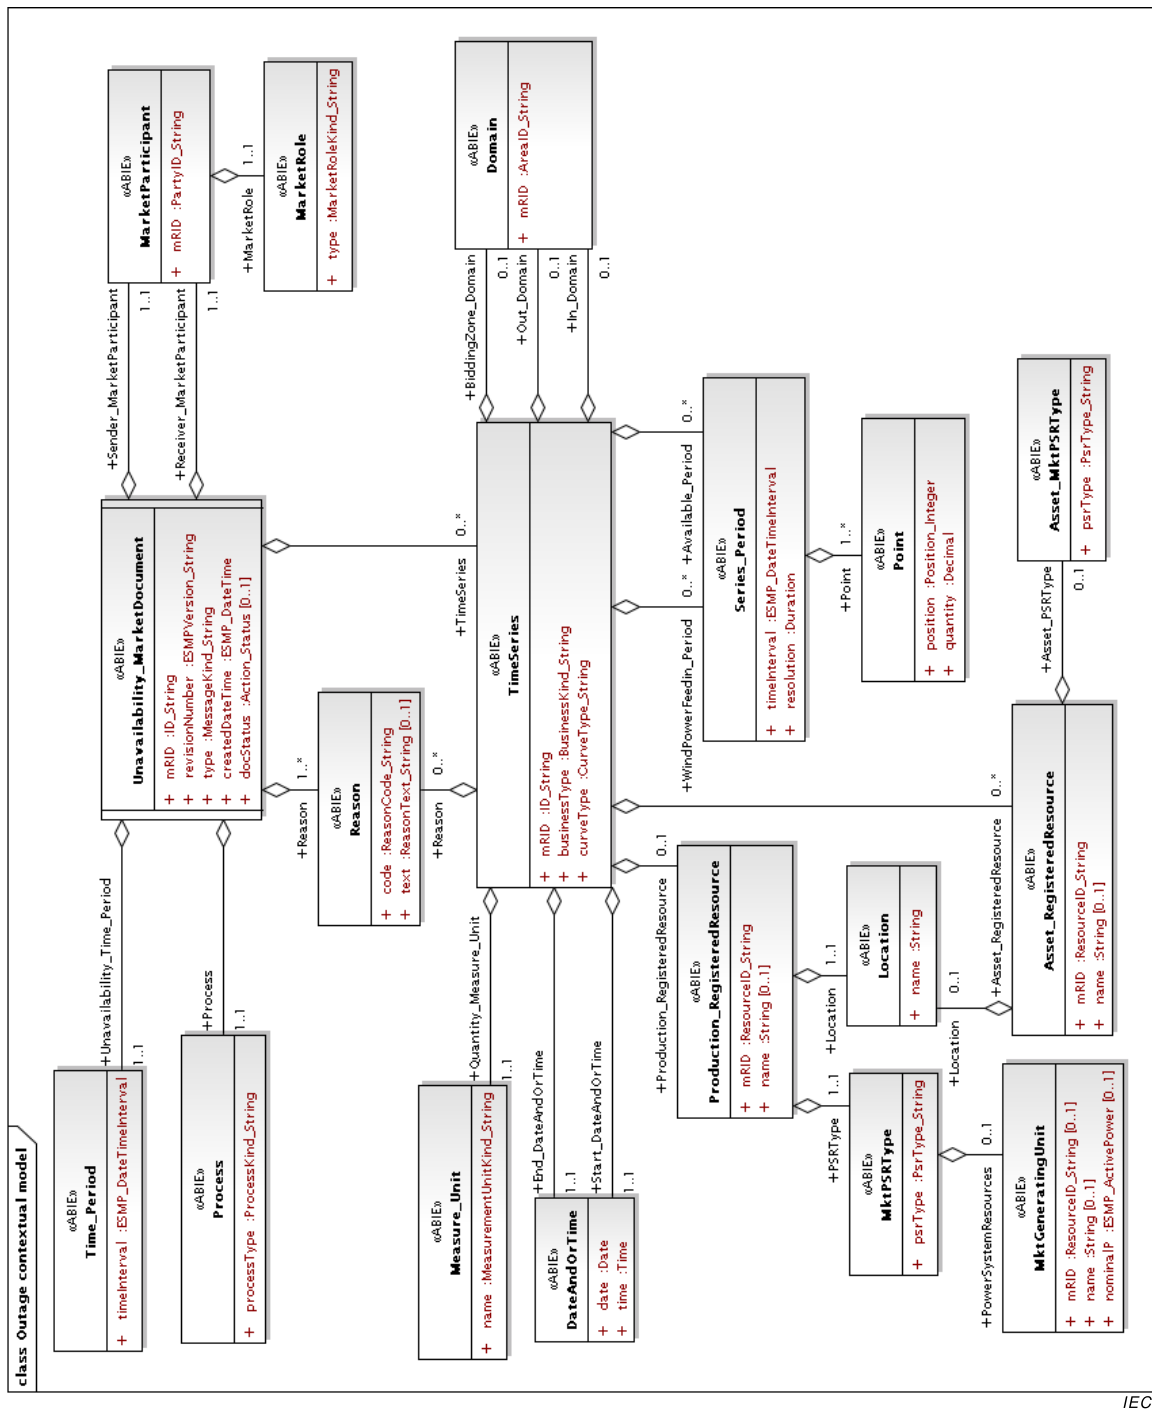 class Outage contextual model
«ABIE»
Time_Period
+ timeInterval :ESMP_DateTimeInterval
+Unavailability_Time_Period
1..1
«ABIE»
Process
+ processType :ProcessKind_String
+Process
1..1
«ABIE»
Unavailability_MarketDocument
+ mRID :ID_String
+ revisionNumber :ESMPVersion_String
+ type :MessageKind_String
+ createdDateTime :ESMP_DateTime
+ docStatus :Action_Status [0..1]
+Sender_MarketParticipant
1..1
+Receiver_MarketParticipant
1..1
«ABIE»
MarketParticipant
+ mRID :PartyID_String
+MarketRole
1..1
«ABIE»
MarketRole
+ type :MarketRoleKind_String
+Reason
1..*
«ABIE»
Reason
+ code :ReasonCode_String
+ text :ReasonText_String [0..1]
+Reason
0..*
+TimeSeries
0..*
«ABIE»
Measure_Unit
+ name :MeasurementUnitKind_String
+Quantity_Measure_Unit
1..1
«ABIE»
DateAndOrTime
+ date :Date
+ time :Time
+End_DateAndOrTime
1..1
+Start_DateAndOrTime
1..1
«ABIE»
TimeSeries
+ mRID :ID_String
+ businessType :BusinessKind_String
+ curveType :CurveType_String
+BiddingZone_Domain
0..1
+Out_Domain
0..1
+In_Domain
0..1
«ABIE»
Domain
+ mRID :AreaID_String
+Production_RegisteredResource
0..1
+WindPowerFeedin_Period
0..*
+Available_Period
0..*
«ABIE»
Production_RegisteredResource
+ mRID :ResourceID_String
+ name :String [0..1]
«ABIE»
Series_Period
+ timeInterval :ESMP_DateTimeInterval
+ resolution :Duration
+PSRType
1..1
+Location
1..1
+Point
1..*
«ABIE»
MktPSRType
+ psrType :PsrType_String
«ABIE»
Location
+ name :String
«ABIE»
Point
+ position :Position_Integer
+ quantity :Decimal
+PowerSystemResources
0..1
+Location
0..1
+Asset_RegisteredResource
0..*
«ABIE»
MktGeneratingUnit
+ mRID :ResourceID_String [0..1]
+ name :String [0..1]
+ nominalP :ESMP_ActivePower [0..1]
«ABIE»
Asset_RegisteredResource
+ mRID :ResourceID_String
+ name :String [0..1]
+Asset_PSRType
0..1
«ABIE»
Asset_MktPSRType
+ psrType :PsrType_String
IEC